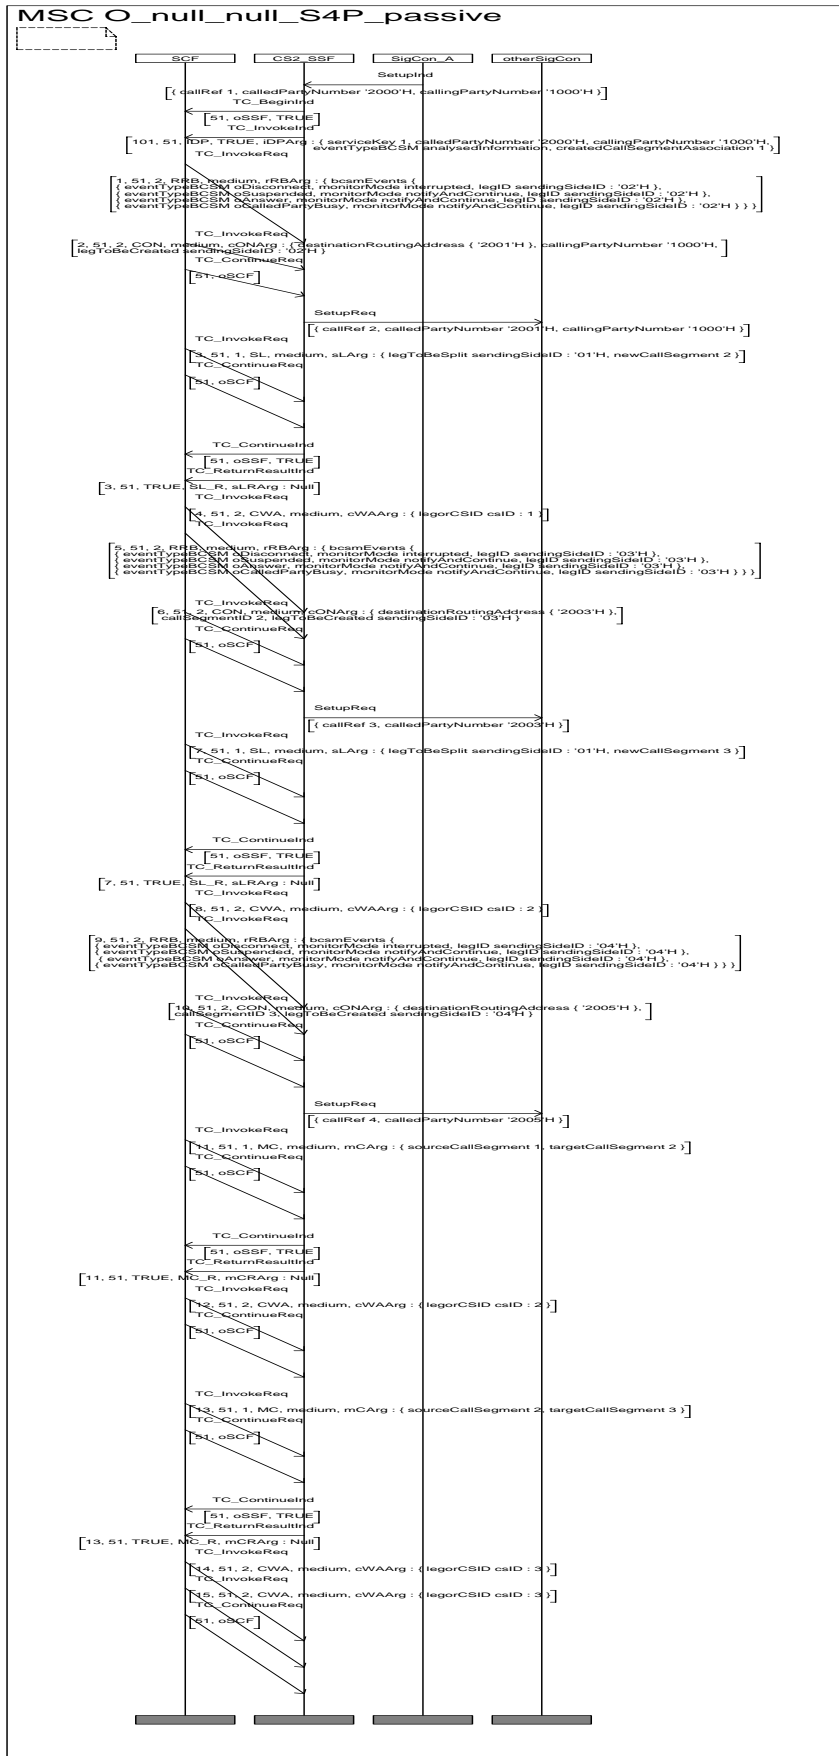 MSC O_null_null_S4P_passive
SCF
CS2_SSF
SigCon_A
otherSigCon
SetupInd
[{ callRef 1, calledPartyNumber '2000'H, callingPartyNumber '1000'H }]
TC_BeginInd
[51, oSSF, TRUE]
TC_InvokeInd
[101, 51, IDP, TRUE, iDPArg : { serviceKey 1, calledPartyNumber '2000'H, callingPartyNumber '1000'H,
eventTypeBCSM analysedInformation, createdCallSegmentAssociation 1 }]
TC_InvokeReq
[1, 51, 2, RRB, medium, rRBArg : { bcsmEvents {
{ eventTypeBCSM oDisconnect, monitorMode interrupted, legID sendingSideID : '02'H },
{ eventTypeBCSM oSuspended, monitorMode notifyAndContinue, legID sendingSideID : '02'H },
{ eventTypeBCSM oAnswer, monitorMode notifyAndContinue, legID sendingSideID : '02'H },
{ eventTypeBCSM oCalledPartyBusy, monitorMode notifyAndContinue, legID sendingSideID : '02'H } } }]
TC_InvokeReq
[2, 51, 2, CON, medium, cONArg : { destinationRoutingAddress { '2001'H }, callingPartyNumber '1000'H,
legToBeCreated sendingSideID : '02'H }]
TC_ContinueReq
[51, oSCF]
SetupReq
[{ callRef 2, calledPartyNumber '2001'H, callingPartyNumber '1000'H }]
TC_InvokeReq
[3, 51, 1, SL, medium, sLArg : { legToBeSplit sendingSideID : '01'H, newCallSegment 2 }]
TC_ContinueReq
[51, oSCF]
TC_ContinueInd
[51, oSSF, TRUE]
TC_ReturnResultInd
[3, 51, TRUE, SL_R, sLRArg : Null]
TC_InvokeReq
[4, 51, 2, CWA, medium, cWAArg : { legorCSID csID : 1 }]
TC_InvokeReq
[5, 51, 2, RRB, medium, rRBArg : { bcsmEvents {
{ eventTypeBCSM oDisconnect, monitorMode interrupted, legID sendingSideID : '03'H },
{ eventTypeBCSM oSuspended, monitorMode notifyAndContinue, legID sendingSideID : '03'H },
{ eventTypeBCSM oAnswer, monitorMode notifyAndContinue, legID sendingSideID : '03'H },
{ eventTypeBCSM oCalledPartyBusy, monitorMode notifyAndContinue, legID sendingSideID : '03'H } } }]
TC_InvokeReq
[6, 51, 2, CON, medium, cONArg : { destinationRoutingAddress { '2003'H },
callSegmentID 2, legToBeCreated sendingSideID : '03'H }]
TC_ContinueReq
[51, oSCF]
SetupReq
[{ callRef 3, calledPartyNumber '2003'H }]
TC_InvokeReq
[7, 51, 1, SL, medium, sLArg : { legToBeSplit sendingSideID : '01'H, newCallSegment 3 }]
TC_ContinueReq
[51, oSCF]
TC_ContinueInd
[51, oSSF, TRUE]
TC_ReturnResultInd
[7, 51, TRUE, SL_R, sLRArg : Null]
TC_InvokeReq
[8, 51, 2, CWA, medium, cWAArg : { legorCSID csID : 2 }]
TC_InvokeReq
[9, 51, 2, RRB, medium, rRBArg : { bcsmEvents {
{ eventTypeBCSM oDisconnect, monitorMode interrupted, legID sendingSideID : '04'H },
{ eventTypeBCSM oSuspended, monitorMode notifyAndContinue, legID sendingSideID : '04'H },
{ eventTypeBCSM oAnswer, monitorMode notifyAndContinue, legID sendingSideID : '04'H },
{ eventTypeBCSM oCalledPartyBusy, monitorMode notifyAndContinue, legID sendingSideID : '04'H } } }]
TC_InvokeReq
[10, 51, 2, CON, medium, cONArg : { destinationRoutingAddress { '2005'H },
callSegmentID 3, legToBeCreated sendingSideID : '04'H }]
TC_ContinueReq
[51, oSCF]
SetupReq
[{ callRef 4, calledPartyNumber '2005'H }]
TC_InvokeReq
[11, 51, 1, MC, medium, mCArg : { sourceCallSegment 1, targetCallSegment 2 }]
TC_ContinueReq
[51, oSCF]
TC_ContinueInd
[51, oSSF, TRUE]
TC_ReturnResultInd
[11, 51, TRUE, MC_R, mCRArg : Null]
TC_InvokeReq
[12, 51, 2, CWA, medium, cWAArg : { legorCSID csID : 2 }]
TC_ContinueReq
[51, oSCF]
TC_InvokeReq
[13, 51, 1, MC, medium, mCArg : { sourceCallSegment 2, targetCallSegment 3 }]
TC_ContinueReq
[51, oSCF]
TC_ContinueInd
[51, oSSF, TRUE]
TC_ReturnResultInd
[13, 51, TRUE, MC_R, mCRArg : Null]
TC_InvokeReq
[14, 51, 2, CWA, medium, cWAArg : { legorCSID csID : 3 }]
TC_InvokeReq
[15, 51, 2, CWA, medium, cWAArg : { legorCSID csID : 3 }]
TC_ContinueReq
[51, oSCF]